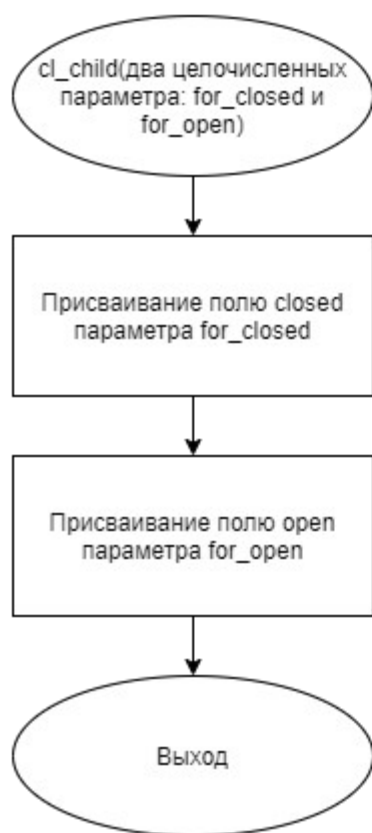 cl_child(два целочисленных
параметра: for_closed и
for_open)
Присваивание полю closed
параметра for_closed
Присваивание полю open
параметра for_open
Выход